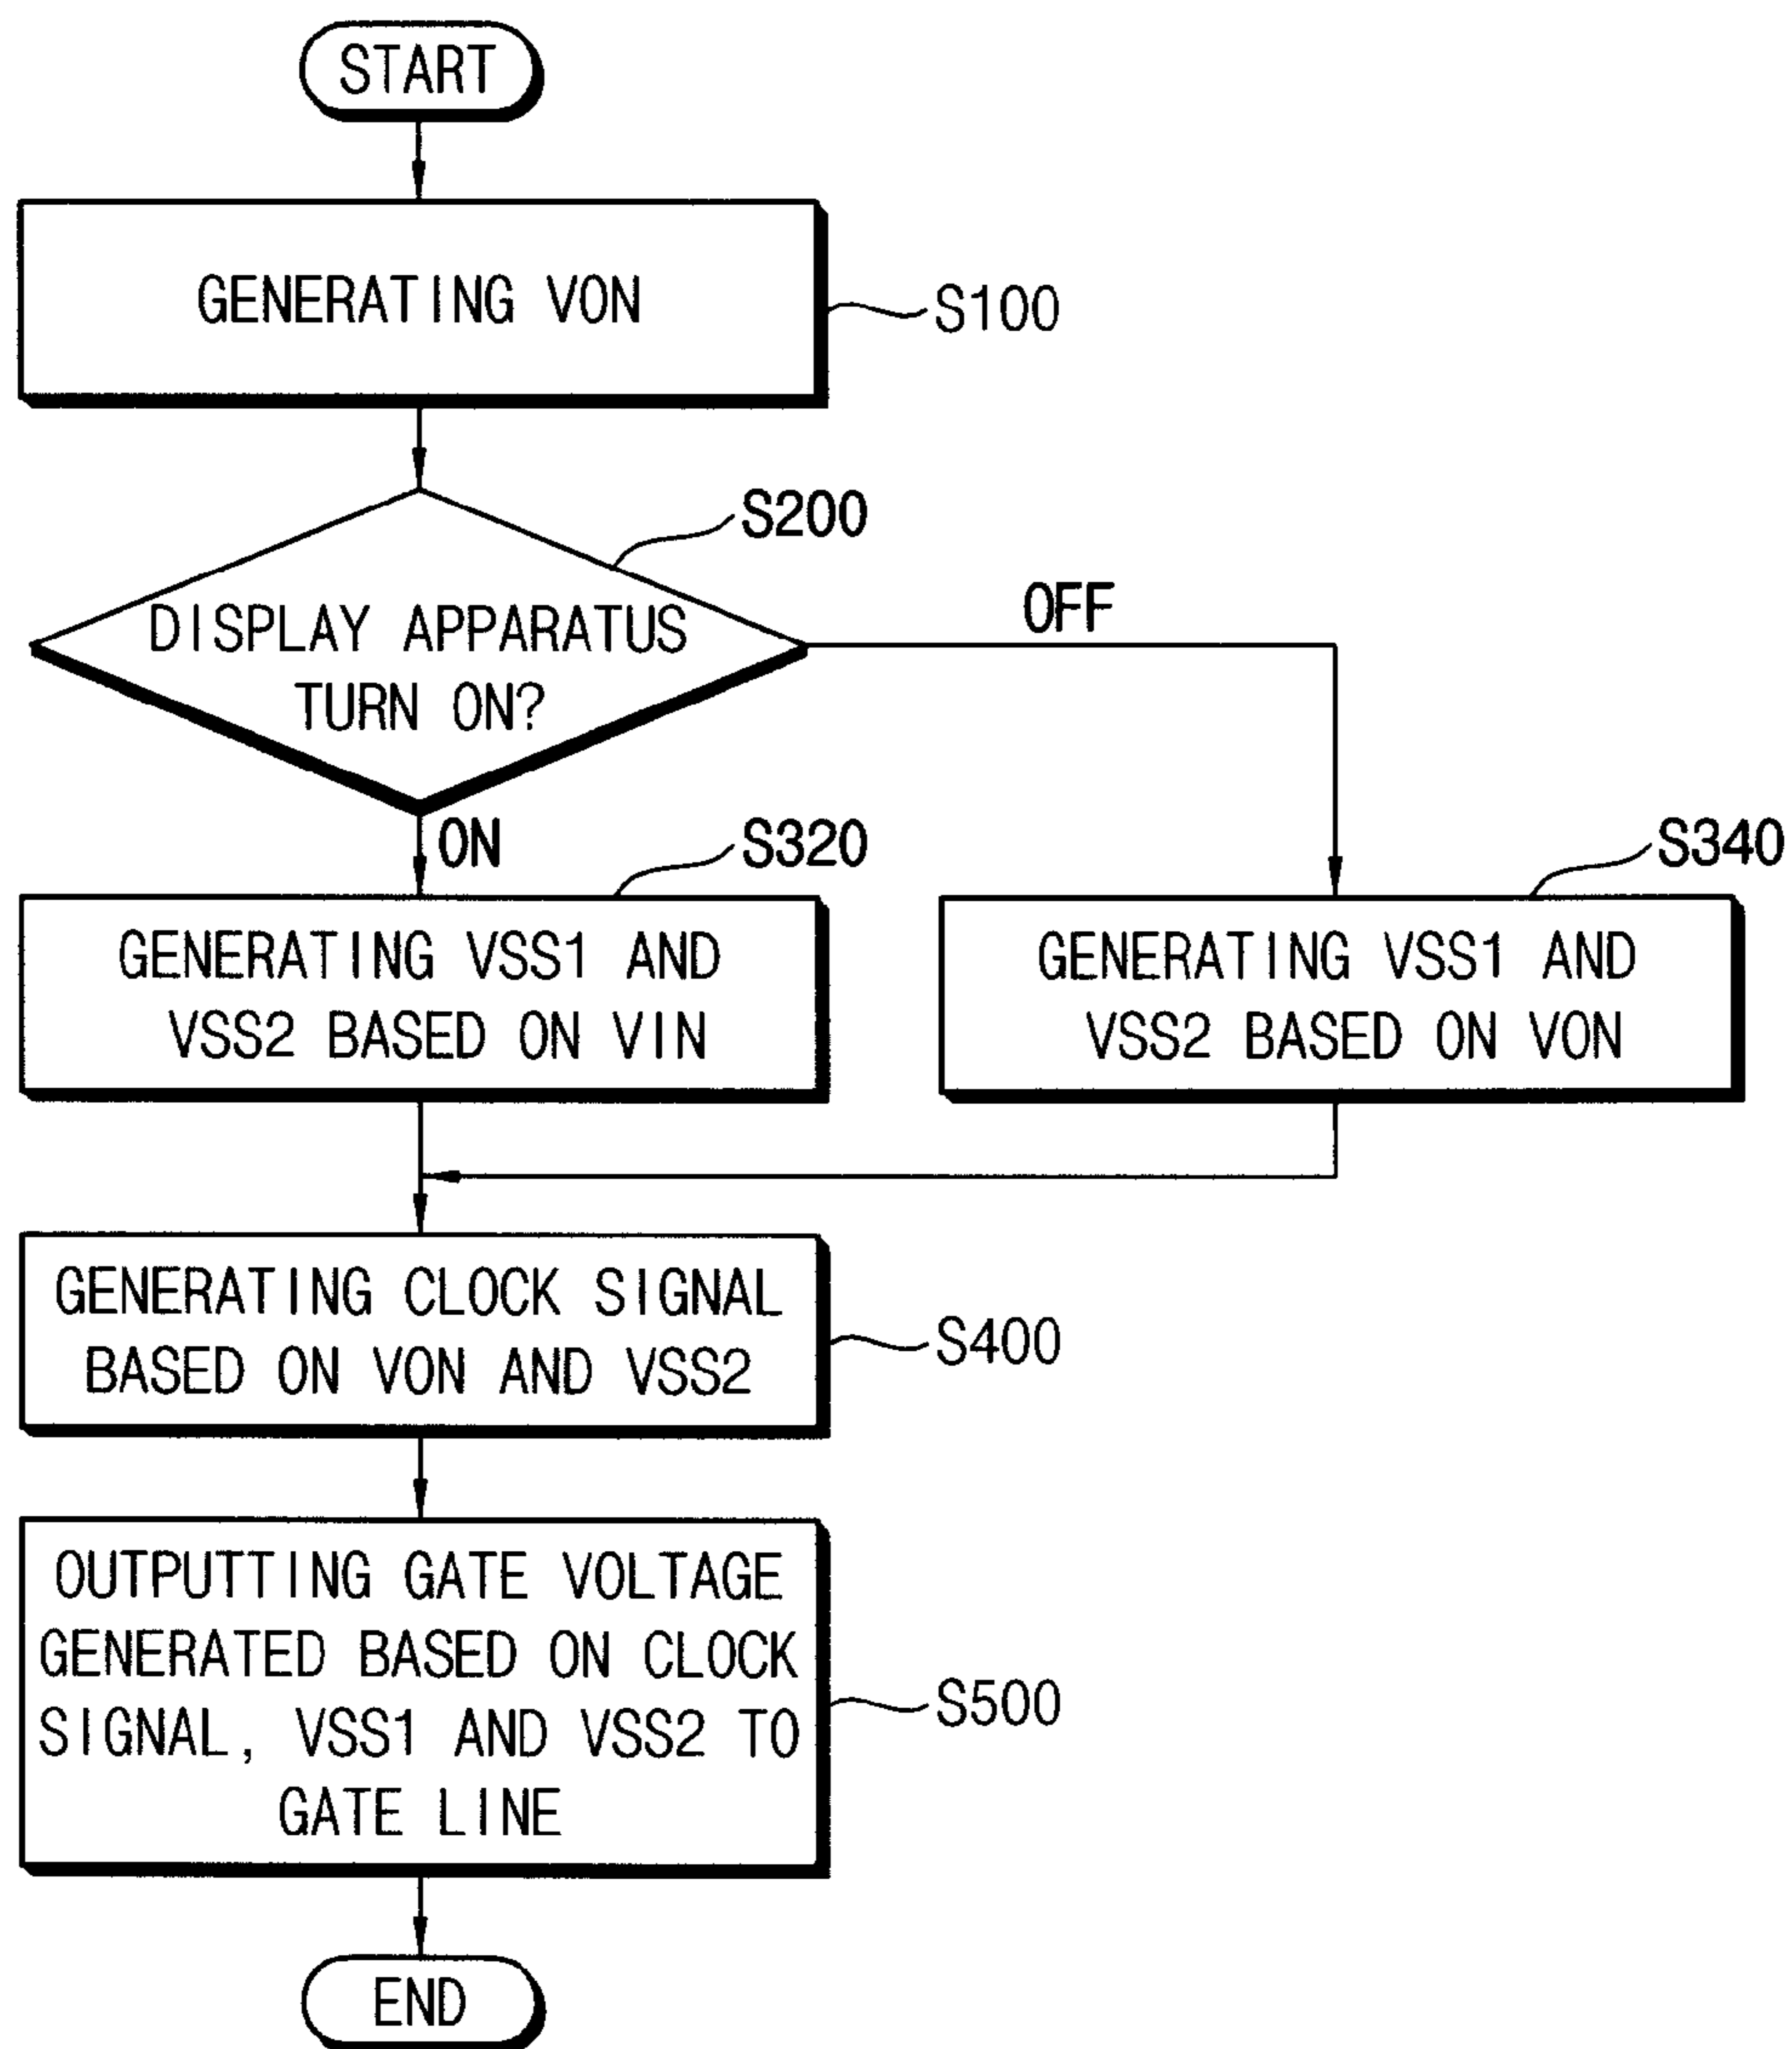 START
GENERATING VON
S100
S200
DISPLAY APPARATUS
TURN ON?
OFF
ON
S320
S340
GENERATING VSS1 AND
VSS2 BASED ON VIN
GENERATING VSS1 AND
VSS2 BASED ON VON
GENERATING CLOCK SIGNAL
BASED ON VON AND VSS2
S400
OUTPUTTING GATE VOLTAGE
GENERATED BASED ON CLOCK
SIGNAL, VSS1 AND VSS2 TO
GATE LINE
S500
END